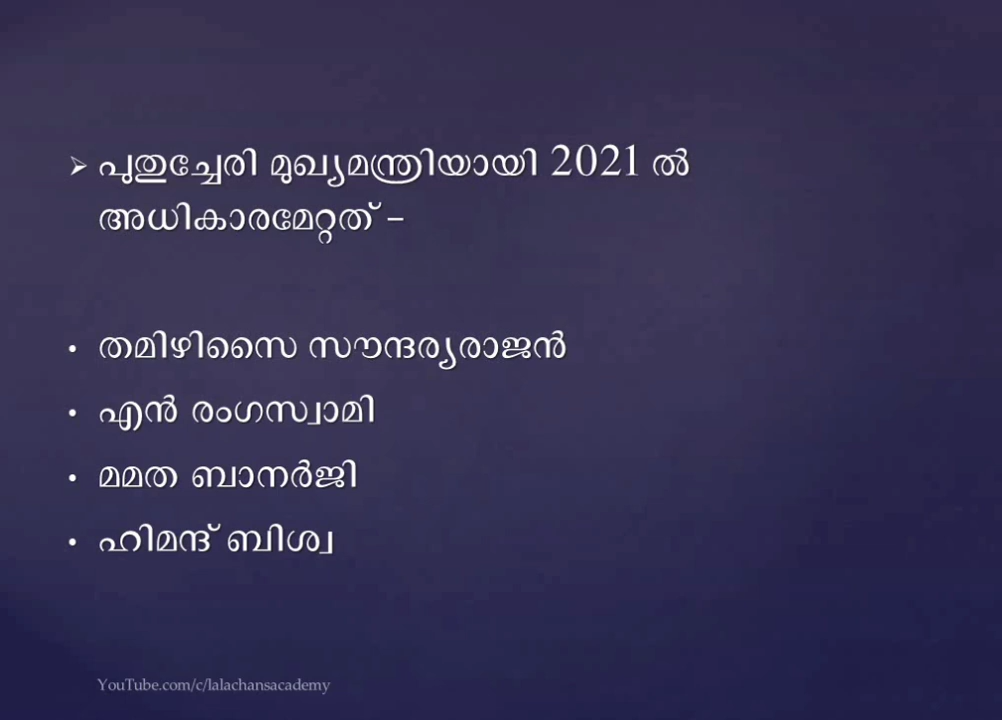 ➢ പുതുച്ചേരി മുഖ്യമന്ത്രിയായി 2021 ൽ
അധികാരമേറ്റത് –
• തമിഴിസൈ സൗന്ദര്യരാജൻ
• എൻ രംഗസ്വാമി
• മമത ബാനർജി
• ഹിമന്ദ് ബിശ്വ
YouTube.com/c/lalachansacademy